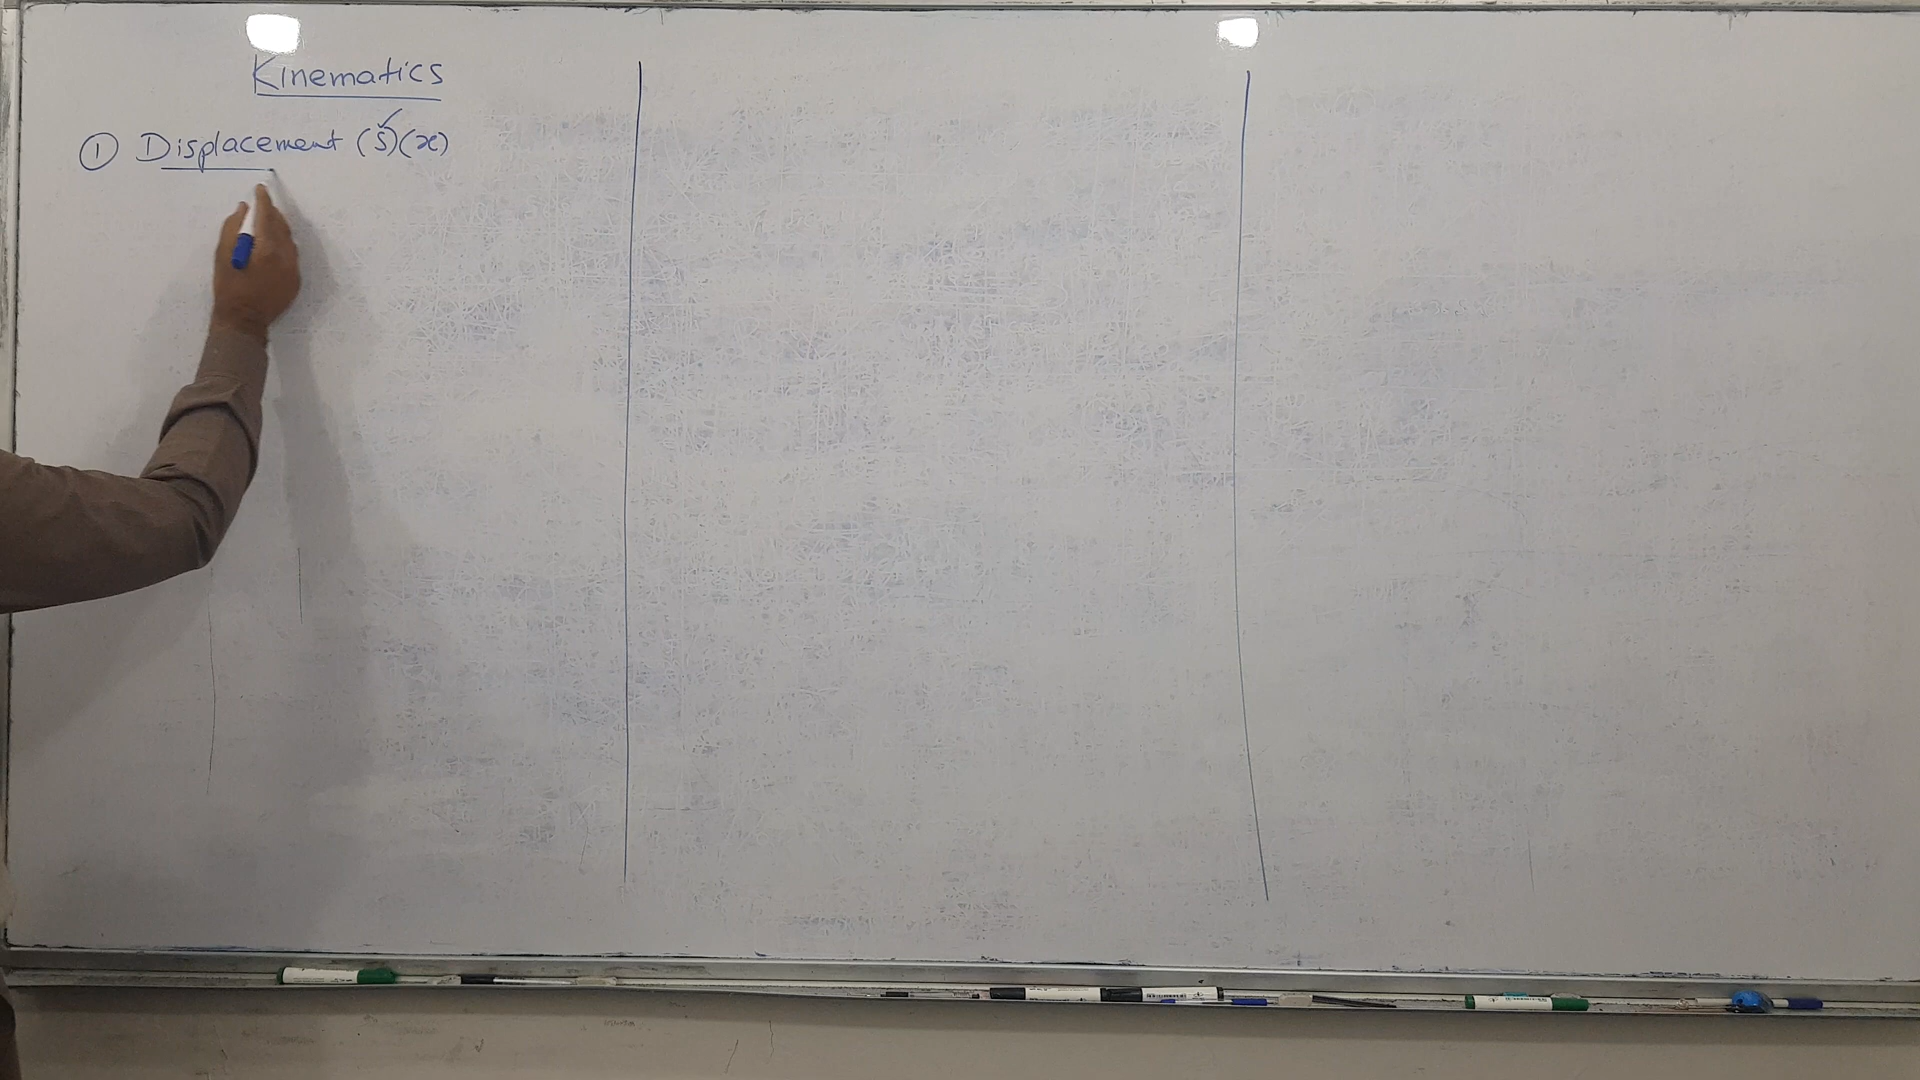 Kinematics
① Displacement (s)(x)